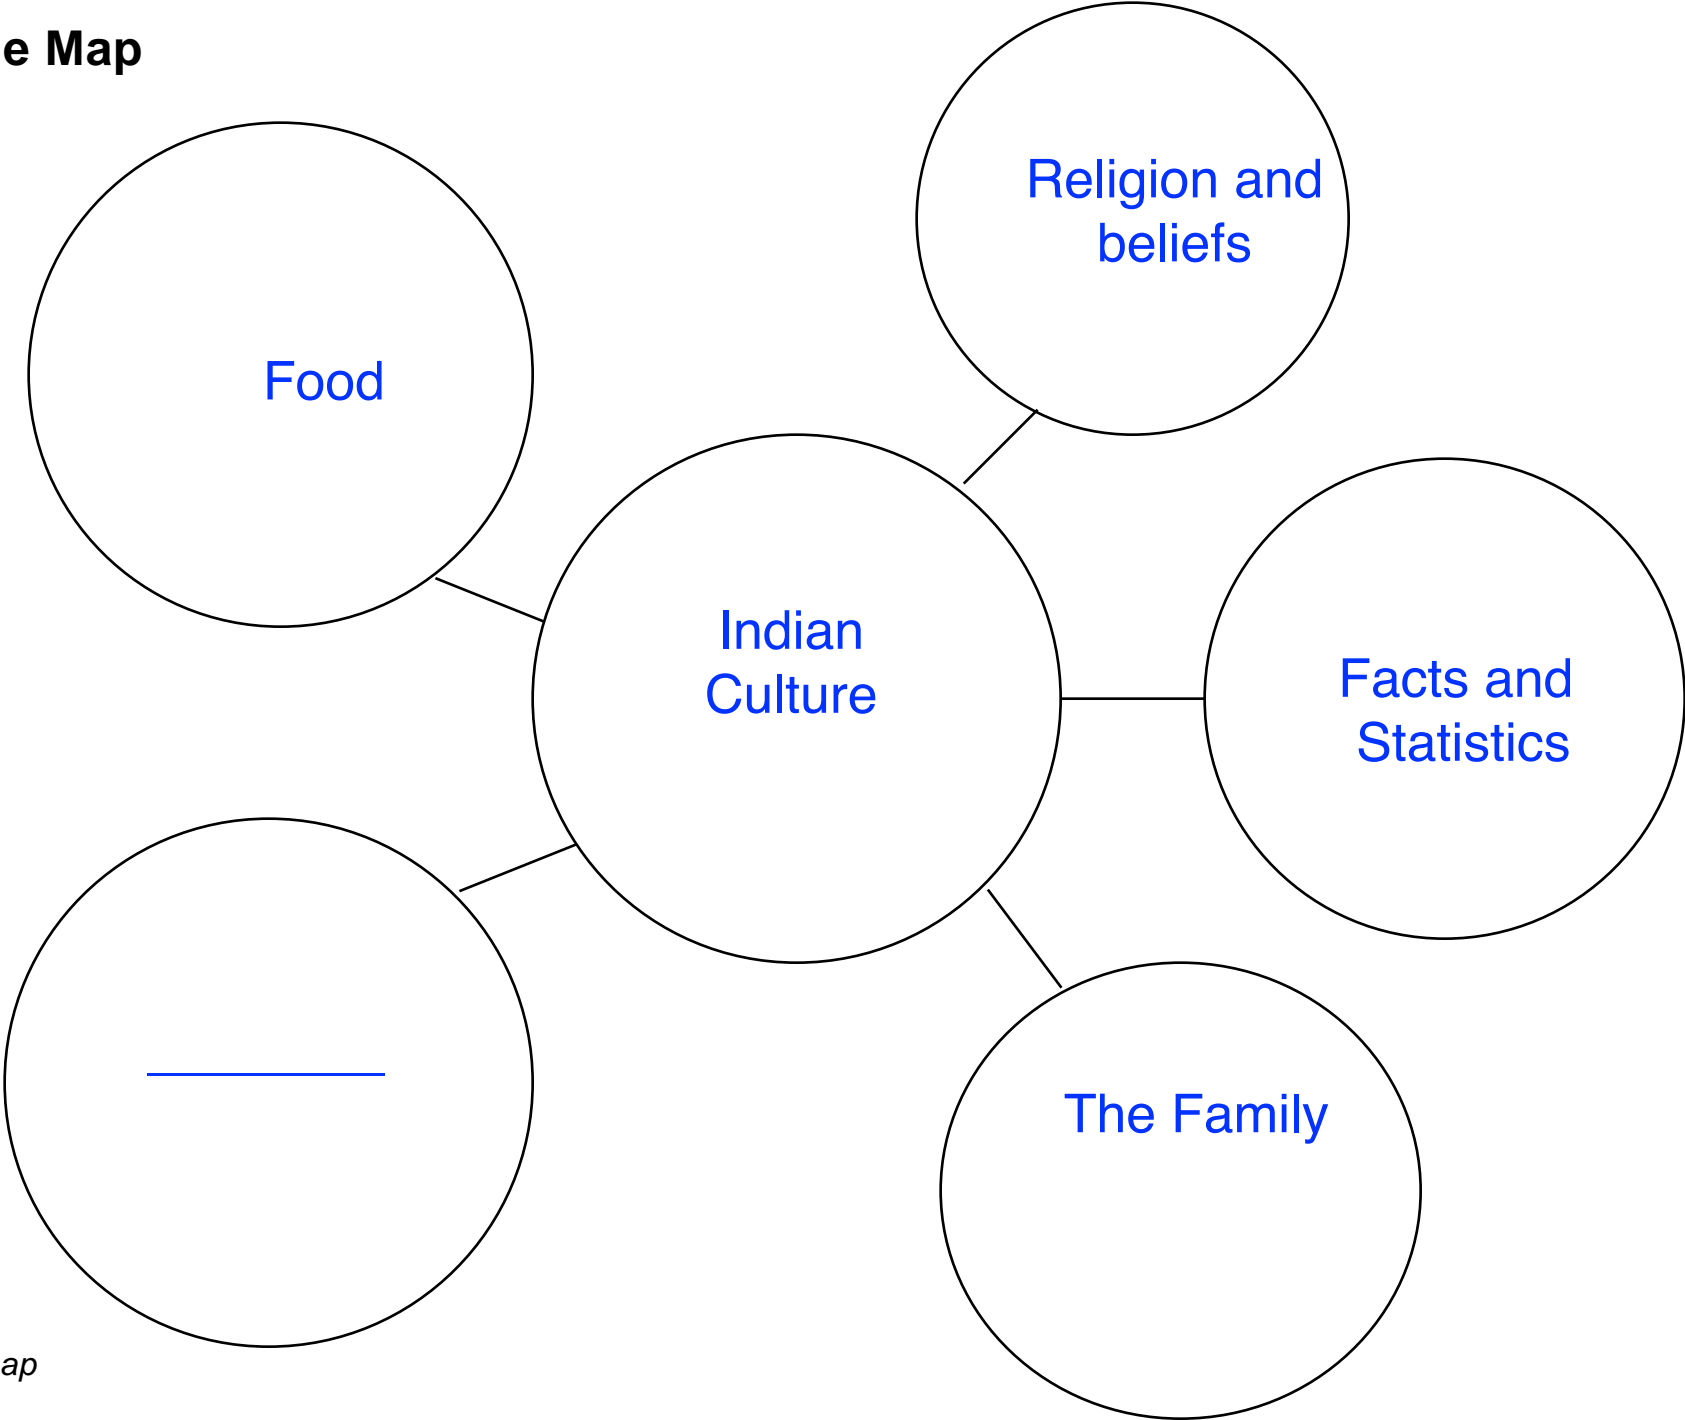 e Map
Religion and
beliefs
Food
Indian
Culture
Facts and
Statistics
The Family
ap